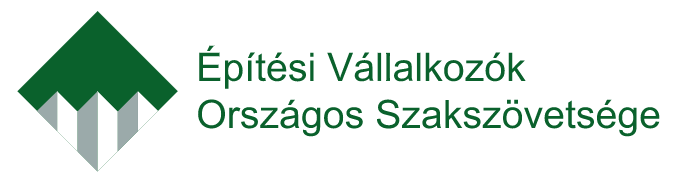 Építési Vállalkozók
Országos Szakszövetsége